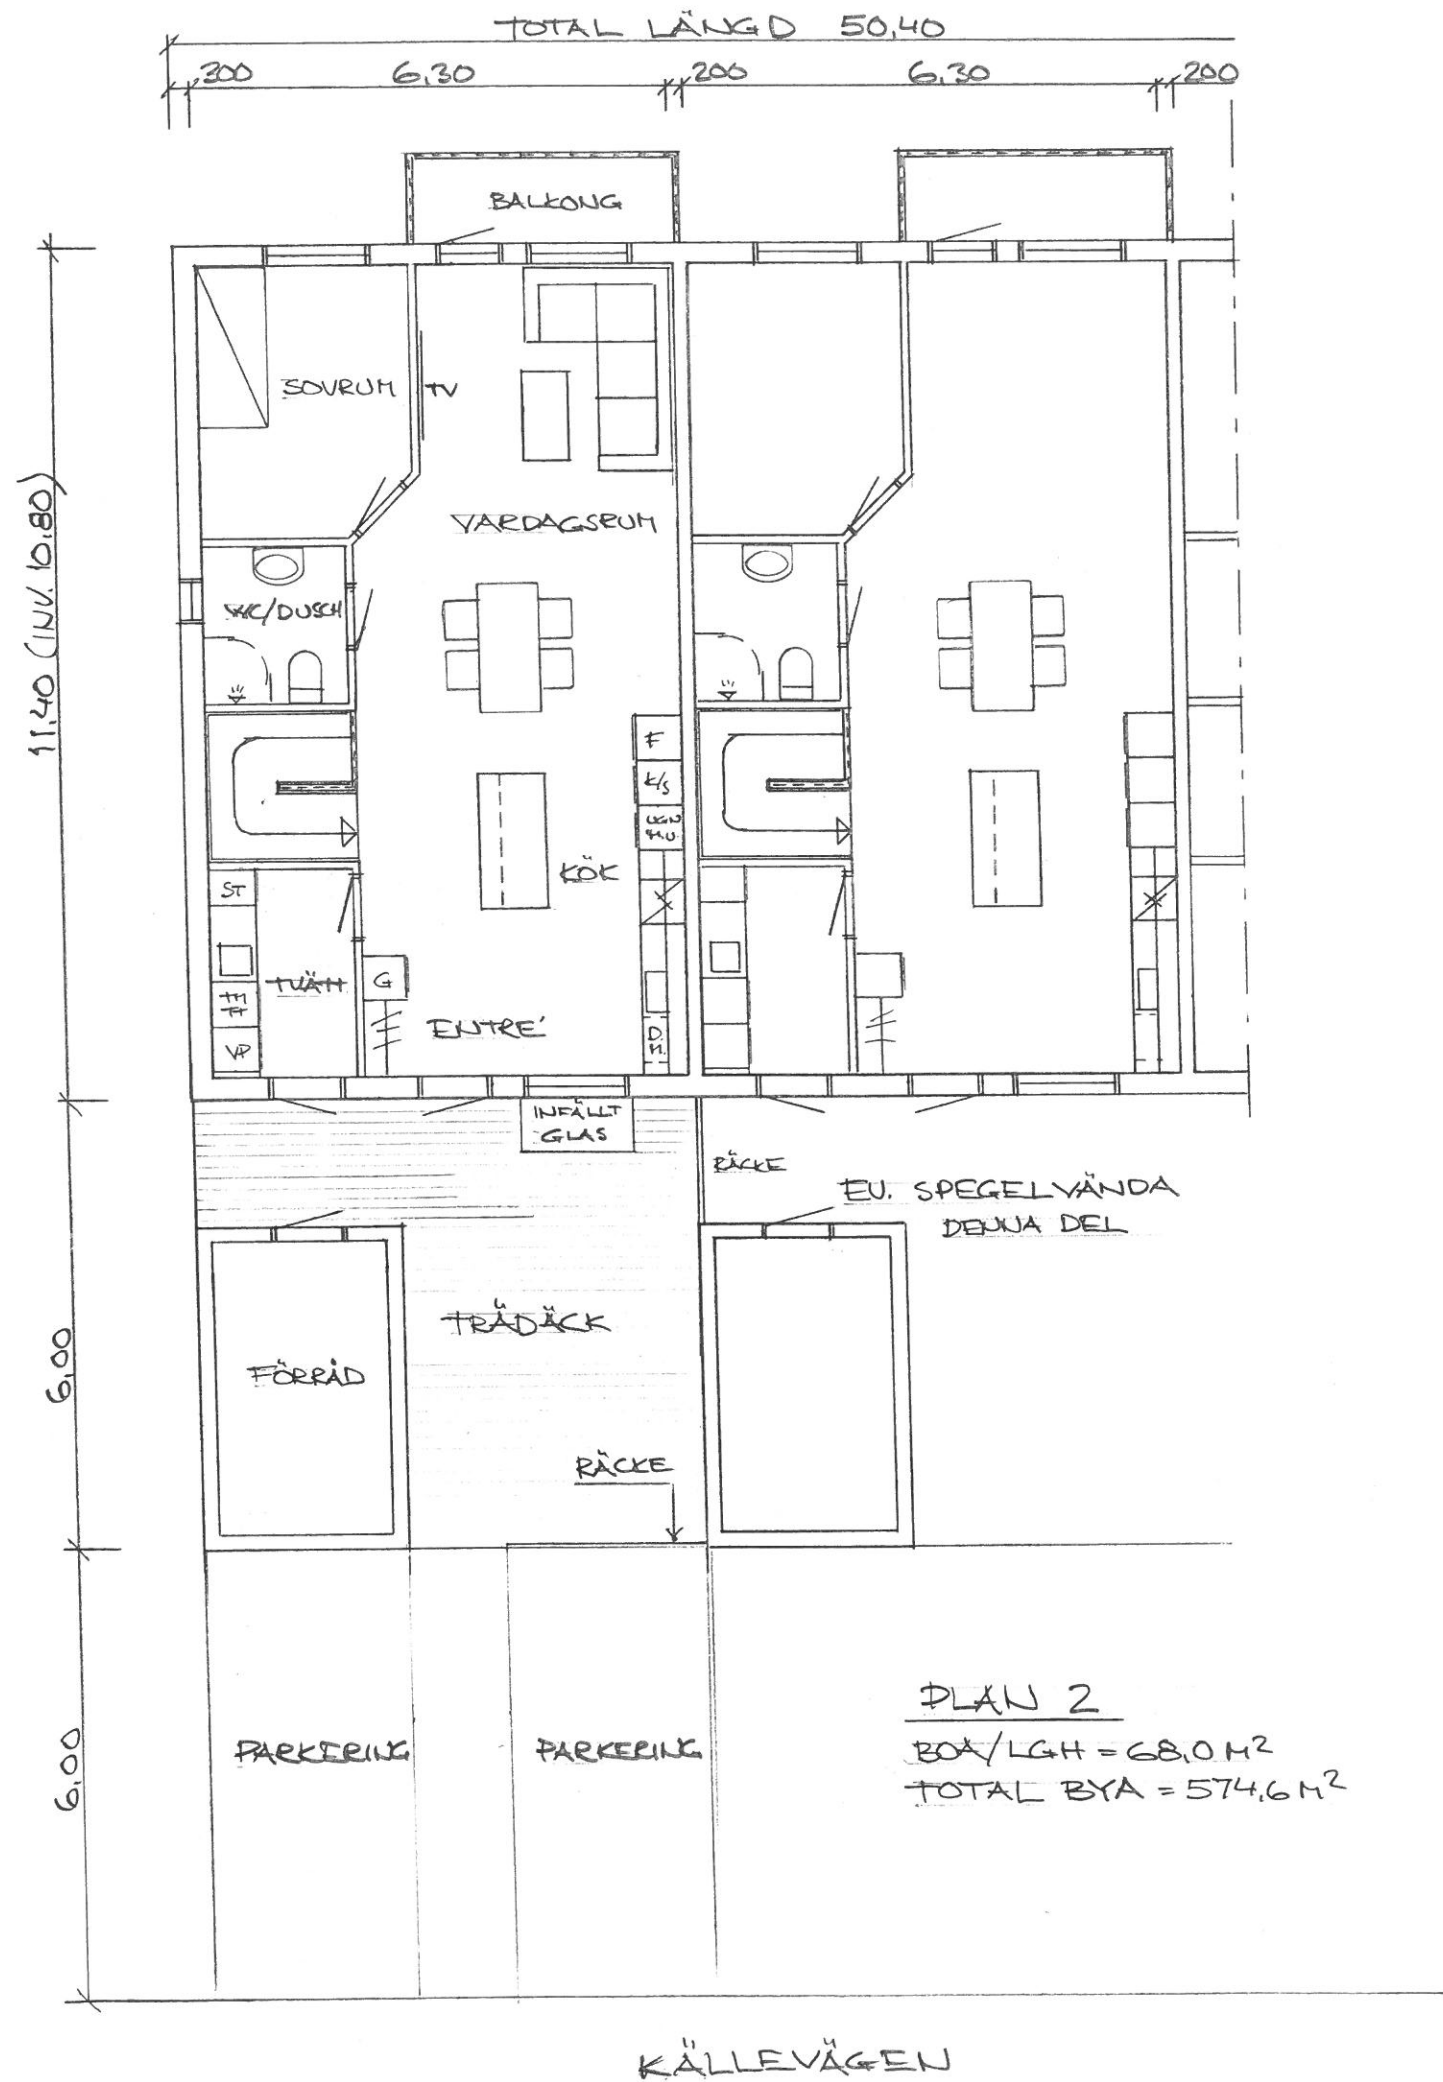 TOTAL LÄNGD 50,40
300 6,30 200 6,30 200
BALKONG
SOVRUM TV
11,40 (INV. 10,80)
VARDAGSRUM
WC/DUSCH
F
K/S
UGN
M.U.
KÖK
ST
TVÄTT
G
TM
TT
VP
ENTRÉ
D.
M.
INFÄLLT
GLAS
RÄCKE
EV. SPEGELVÄNDA
DENNA DEL
TRÄDÄCK
6,00
FÖRRÅD
RÄCKE
PLAN 2
BOA/LGH = 68,0 M²
TOTAL BYA = 574,6 M²
6,00
PARKERING PARKERING
KÄLLEVÄGEN